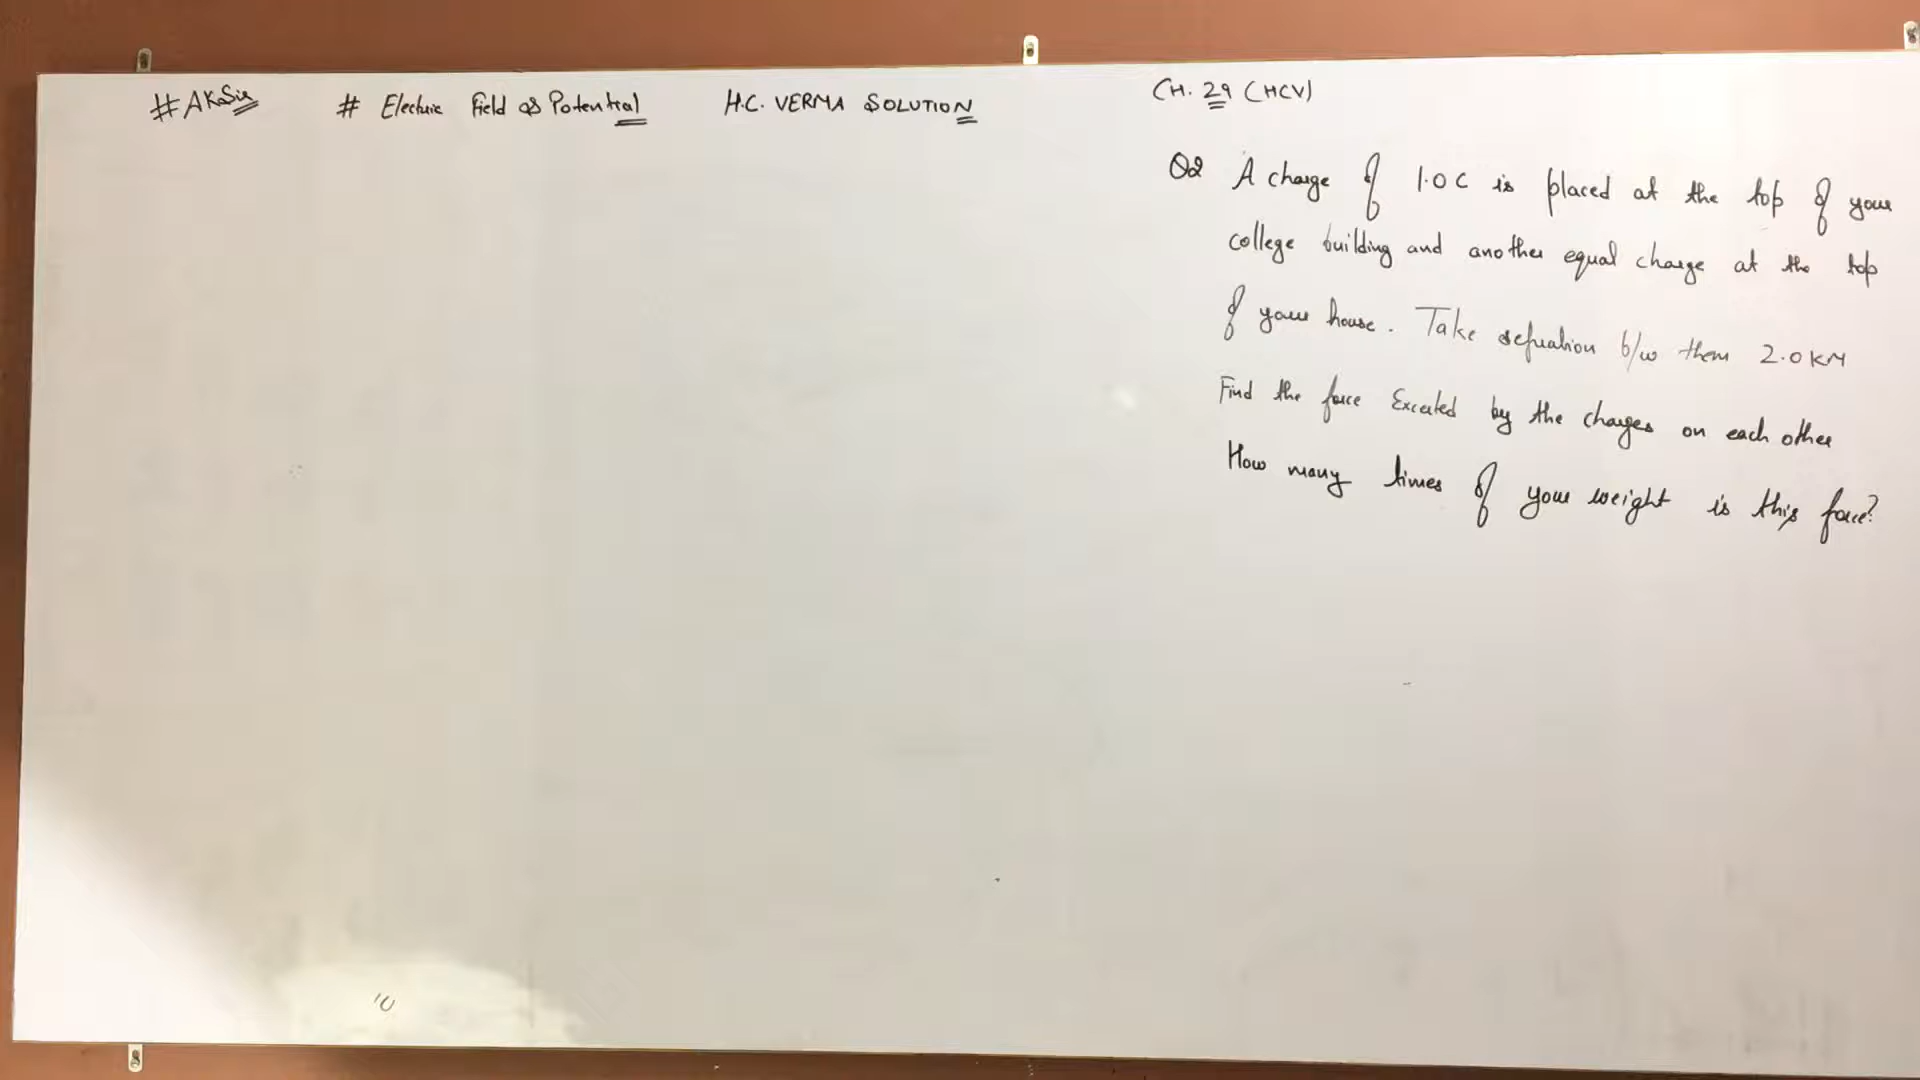 #AKSir # Electric Field & Potential H.C. VERMA SOLUTION CH. 29 (HCV)
Q2 A charge of 1.0 C is placed at the top of your
college building and another equal charge at the top
of your house. Take sepration b/w them 2.0 KM
Find the force Excerted by the charges on each other
How many times of your weight is this force?